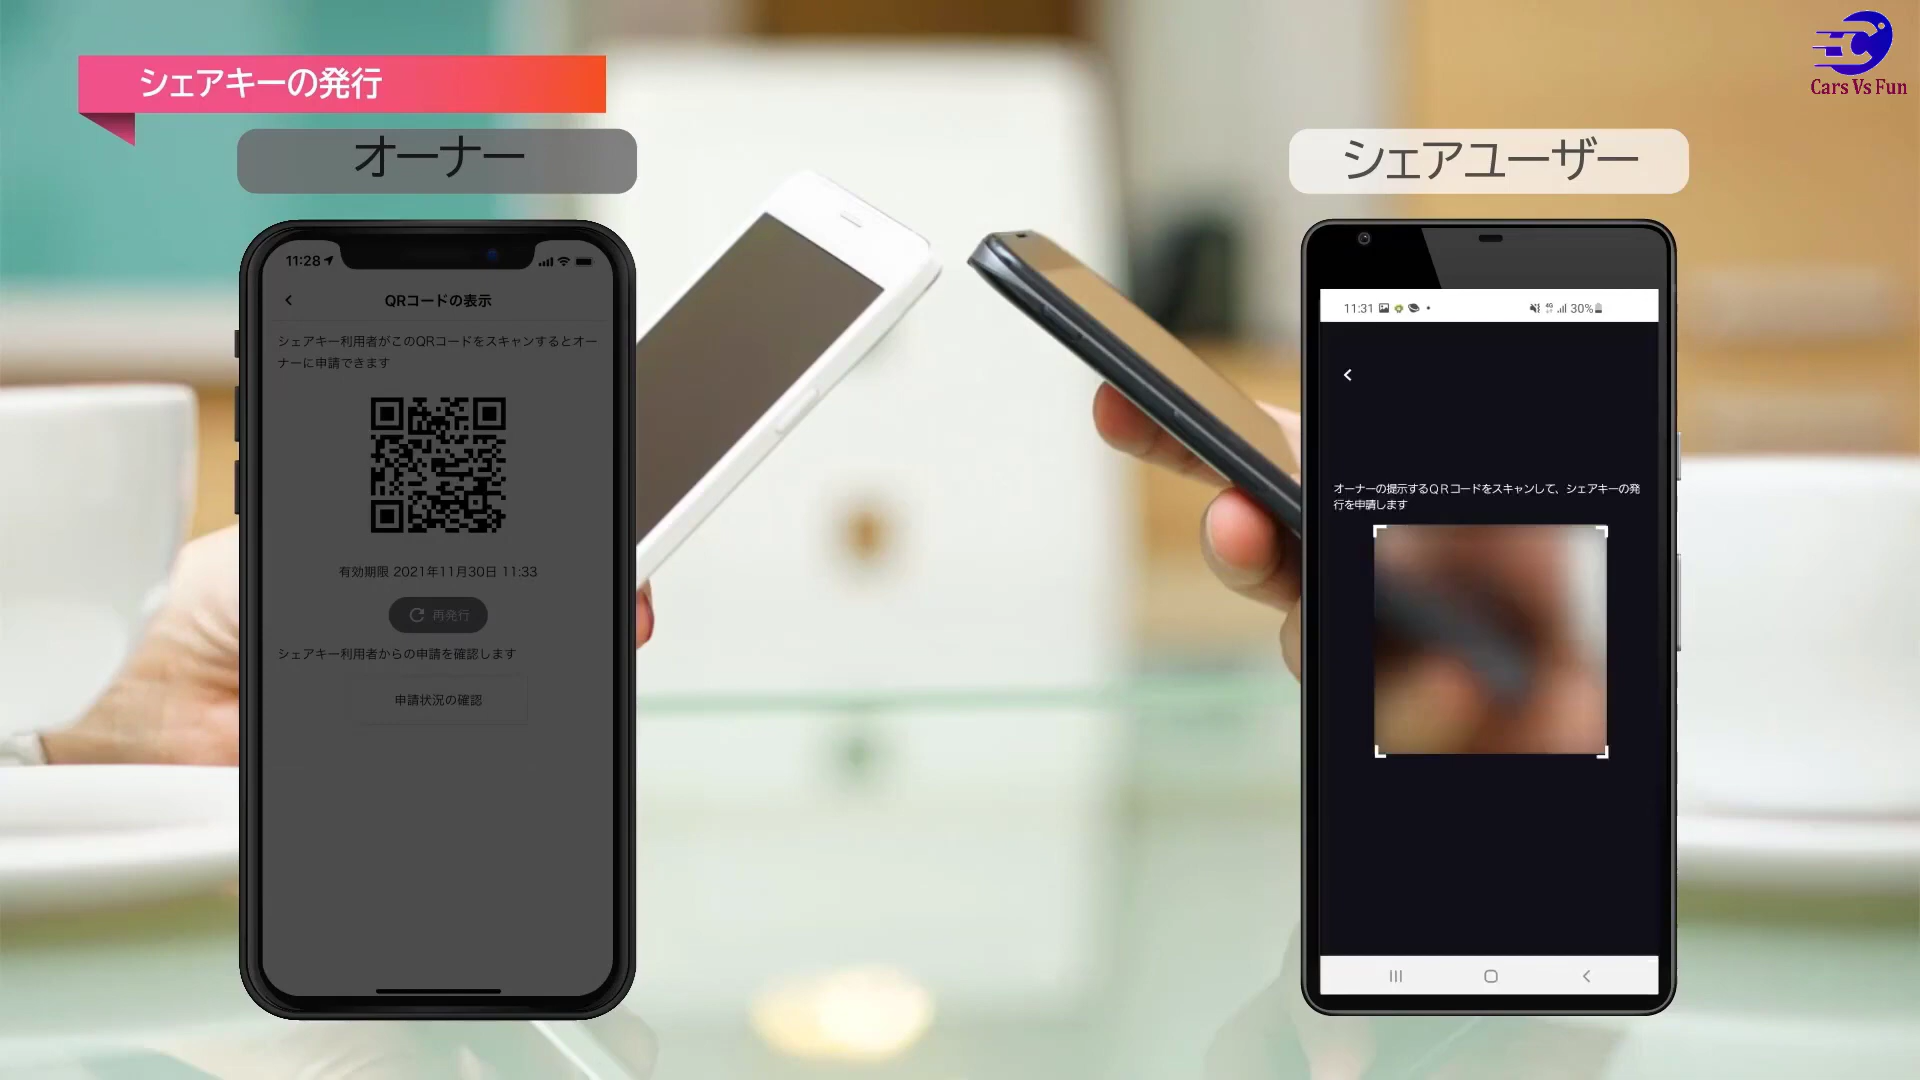 シェアキーの発行
Cars Vs Fun
オーナー
11:28
QRコードの表示
シェアキー利用者がこのQRコードをスキャンするとオー
ナーに申請できます
有効期限 2021年11月30日 11:33
再発行
シェアキー利用者からの申請を確認します
申請状況の確認
シェアユーザー
11:31
4G
30%
オーナーの提示するQRコードをスキャンして、シェアキーの発
行を申請します